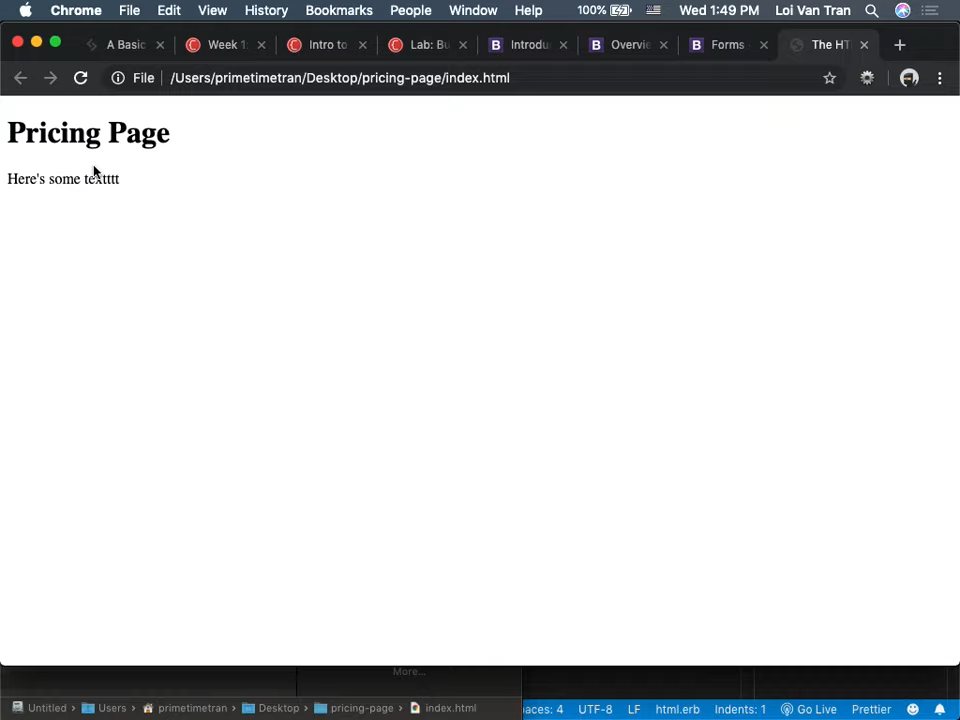 Chrome File Edit View History Bookmarks People Window Help 100% Wed 1:49 PM Loi Van Tran
A Basic Week 1: Intro to Lab: Bu Introdu Overvie Forms The HT
File /Users/primetimetran/Desktop/pricing-page/index.html
Pricing Page
Here's some textttt
More...
Untitled › Users › primetimetran › Desktop › pricing-page › index.html
aces: 4 UTF-8 LF html.erb Indents: 1 Go Live Prettier